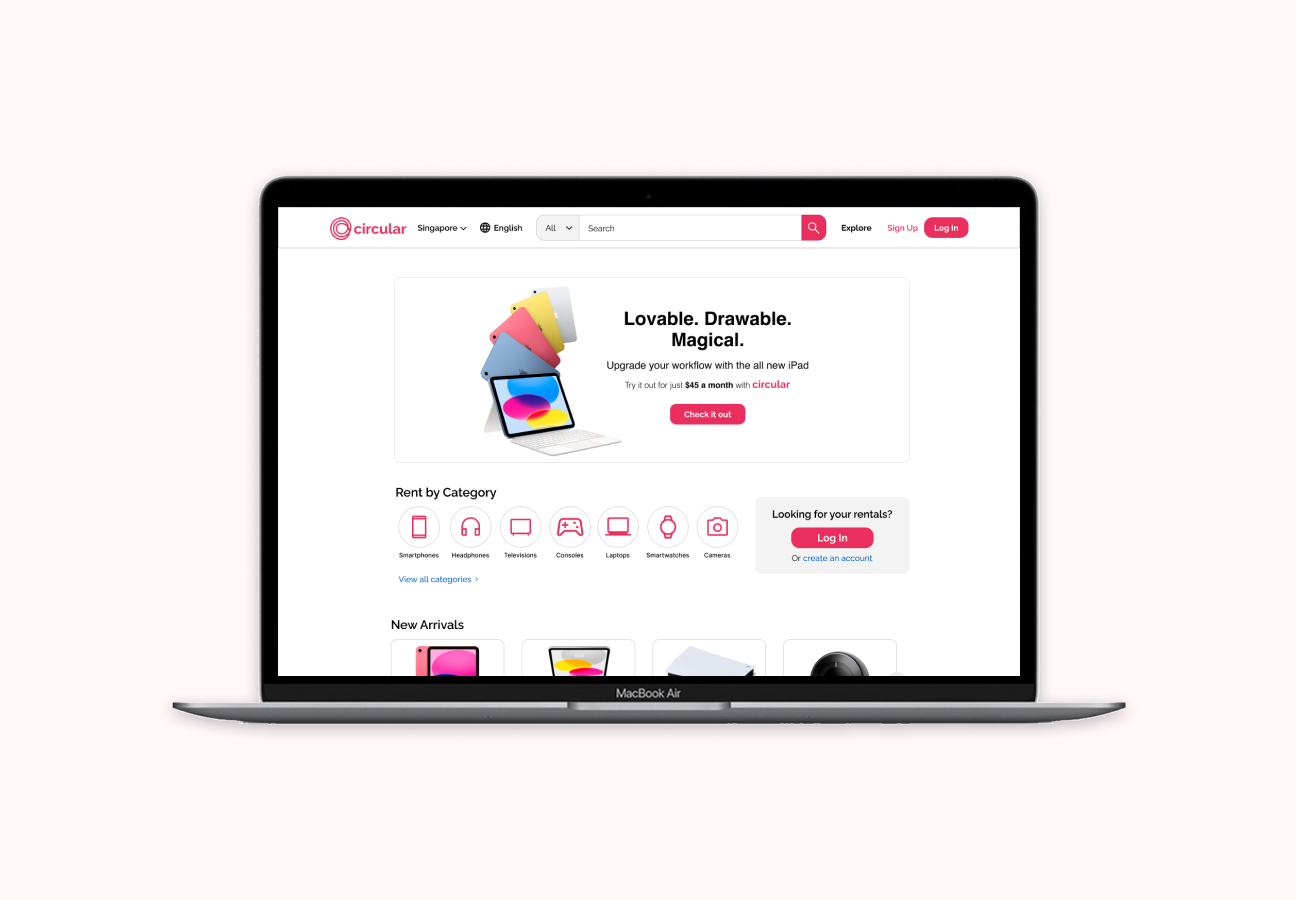 circular Singapore English All Search Explore Sign Up Log In
Lovable. Drawable.
Magical.
Upgrade your workflow with the all new iPad
Try it out for just $45 a month with circular
Check it out
Rent by Category
Smartphones Headphones Televisions Consoles Laptops Smartwatches Cameras
View all categories >
Looking for your rentals?
Log In
Or create an account
New Arrivals
MacBook Air